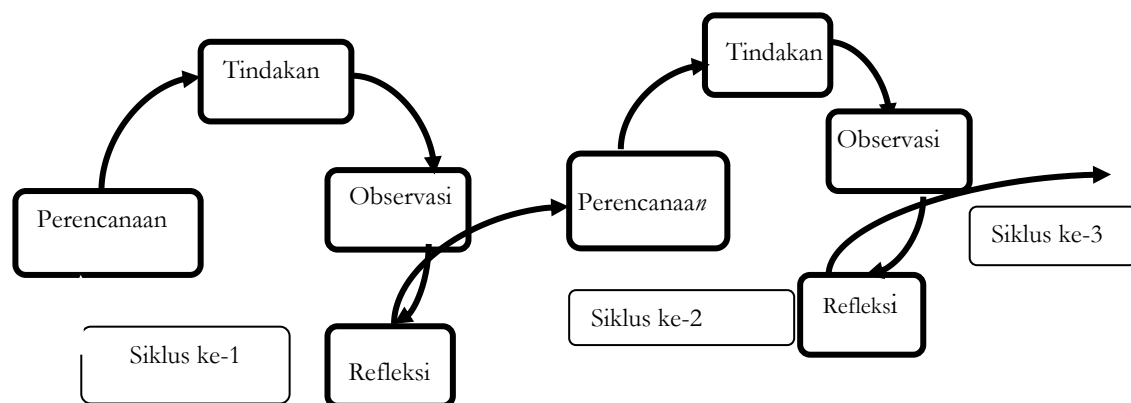 Tindakan
Observasi
Perencanaan
Refleksi
Siklus ke-1
Tindakan
Observasi
Perencanaan
Refleksi
Siklus ke-2
Siklus ke-3